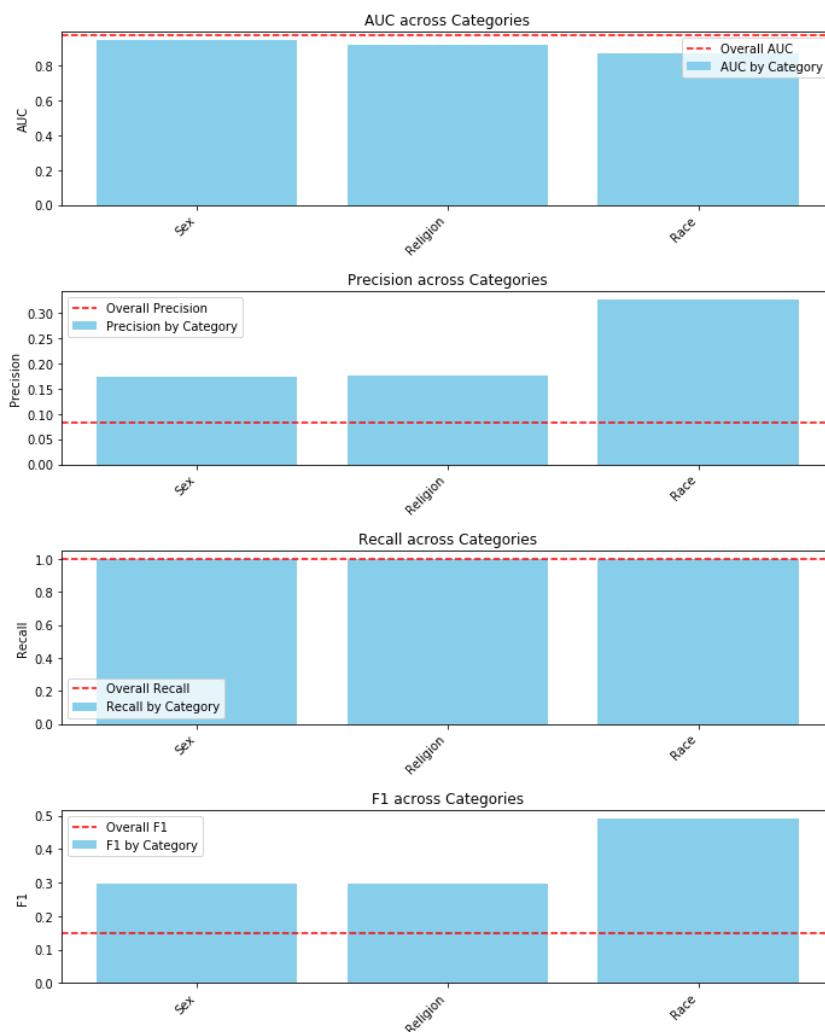 AUC across Categories
Overall AUC
AUC by Category
AUC
0.8
0.6
0.4
0.2
0.0
Sex
Religion
Race
Precision across Categories
Overall Precision
Precision by Category
Precision
0.30
0.25
0.20
0.15
0.10
0.05
0.00
Sex
Religion
Race
Recall across Categories
Recall
1.0
0.8
0.6
0.4
0.2
0.0
Overall Recall
Recall by Category
Sex
Religion
Race
F1 across Categories
Overall F1
F1 by Category
F1
0.5
0.4
0.3
0.2
0.1
0.0
Sex
Religion
Race